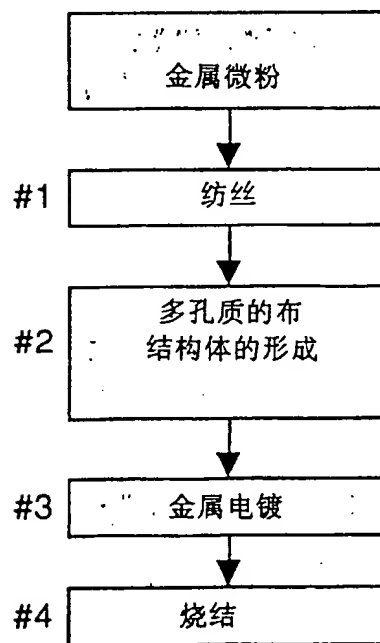 金属微粉
#1 纺丝
#2 多孔质的布
结构体的形成
#3 金属电镀
#4 烧结